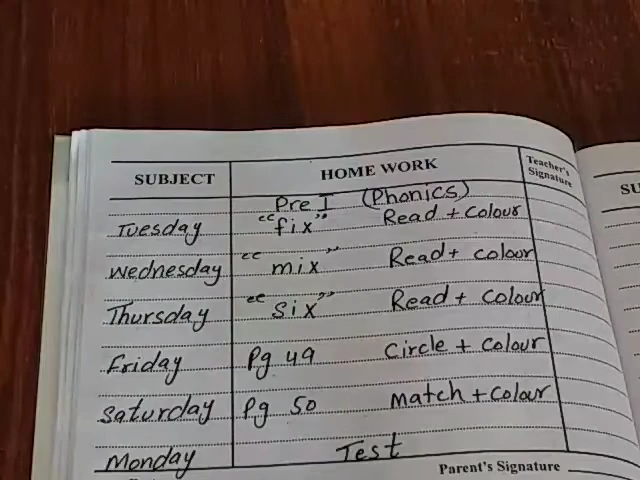 SUBJECT HOME WORK Teacher's Signature
Pre I (Phonics)
Tuesday "fix" Read + Colour
Wednesday "mix" Read + Colour
Thursday "six" Read + Colour
Friday Pg 49 Circle + Colour
Saturday Pg 50 Match + Colour
Monday Test
Parent's Signature
SU